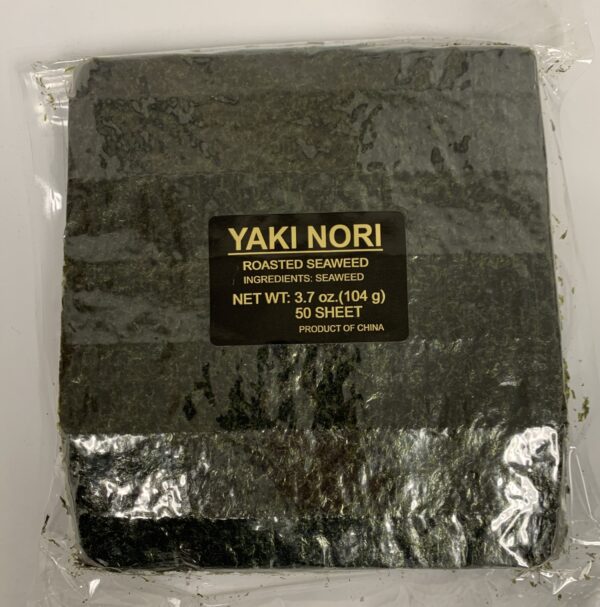 YAKI NORI
ROASTED SEAWEED
INGREDIENTS: SEAWEED
NET WT: 3.7 oz.(104 g)
50 SHEET
PRODUCT OF CHINA